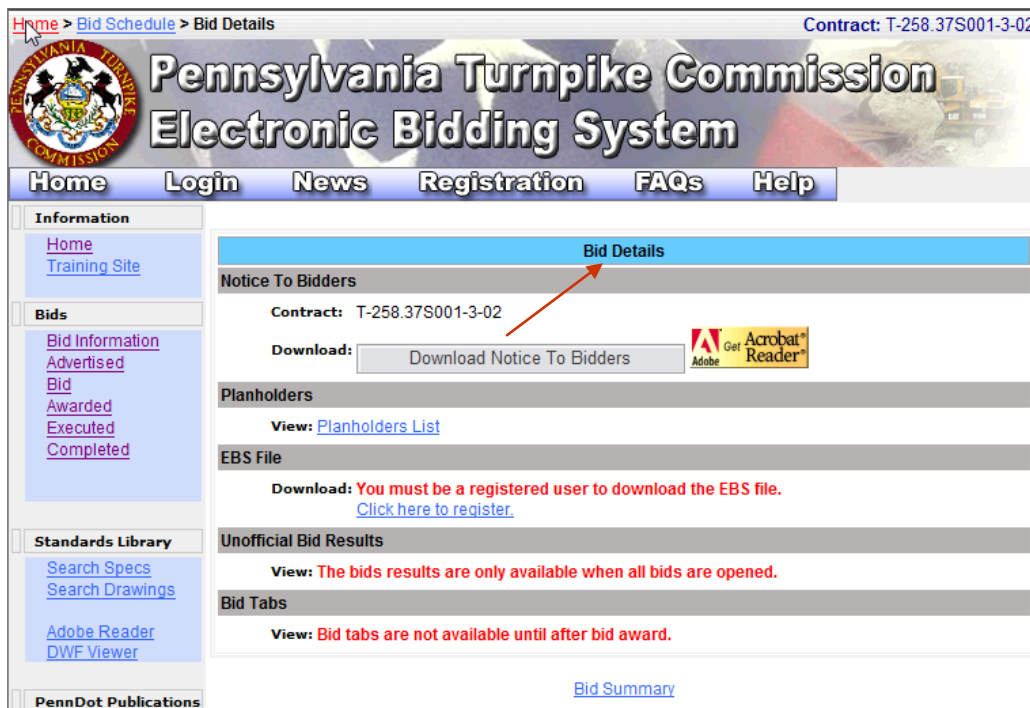 Home > Bid Schedule > Bid Details
Contract: T-258.37S001-3-02
PENNSYLVANIA TURNPIKE COMMISSION
Pennsylvania Turnpike Commission
Electronic Bidding System
Home Login News Registration FAQs Help
Information
Home
Training Site
Bids
Bid Information
Advertised
Bid
Awarded
Executed
Completed
Standards Library
Search Specs
Search Drawings
Adobe Reader
DWF Viewer
PennDot Publications
Bid Details
Notice To Bidders
Contract: T-258.37S001-3-02
Download: Download Notice To Bidders
Adobe Get Acrobat® Reader®
Planholders
View: Planholders List
EBS File
Download: You must be a registered user to download the EBS file.
Click here to register.
Unofficial Bid Results
View: The bids results are only available when all bids are opened.
Bid Tabs
View: Bid tabs are not available until after bid award.
Bid Summary